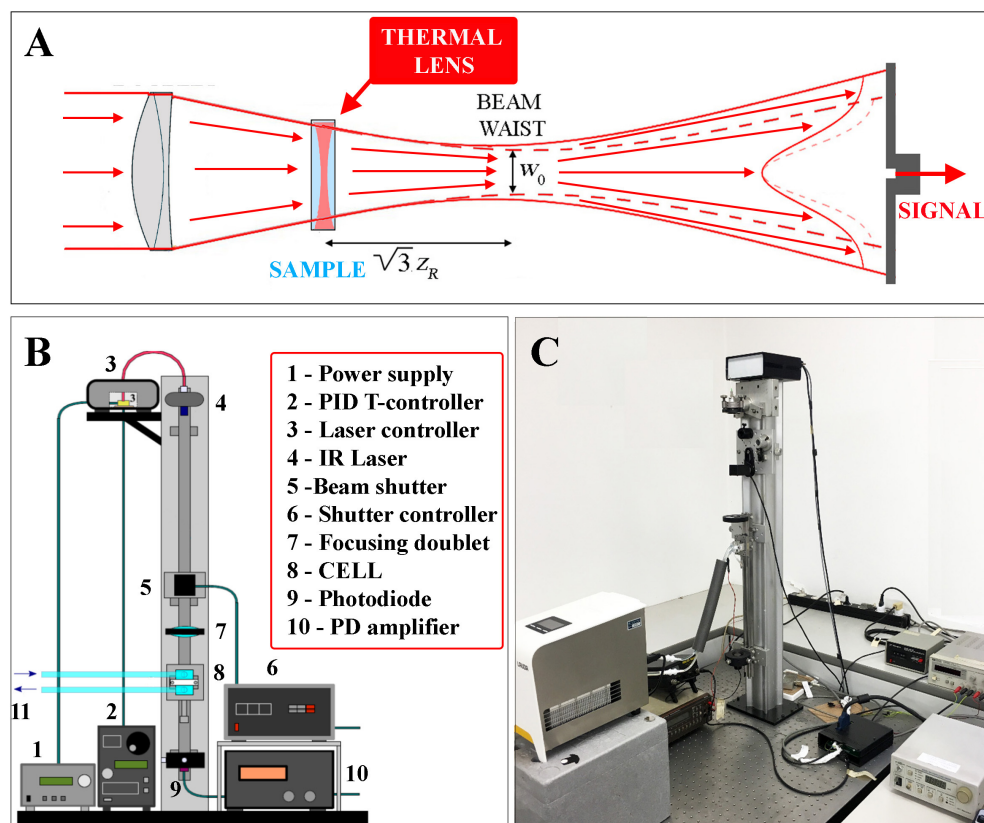 A
THERMAL
LENS
BEAM
WAIST
w0
SIGNAL
SAMPLE
√3 zR
B
3
3
4
5
7
8
6
11
2
1
9
10
1 - Power supply
2 - PID T-controller
3 - Laser controller
4 - IR Laser
5 -Beam shutter
6 - Shutter controller
7 - Focusing doublet
8 - CELL
9 - Photodiode
10 - PD amplifier
C